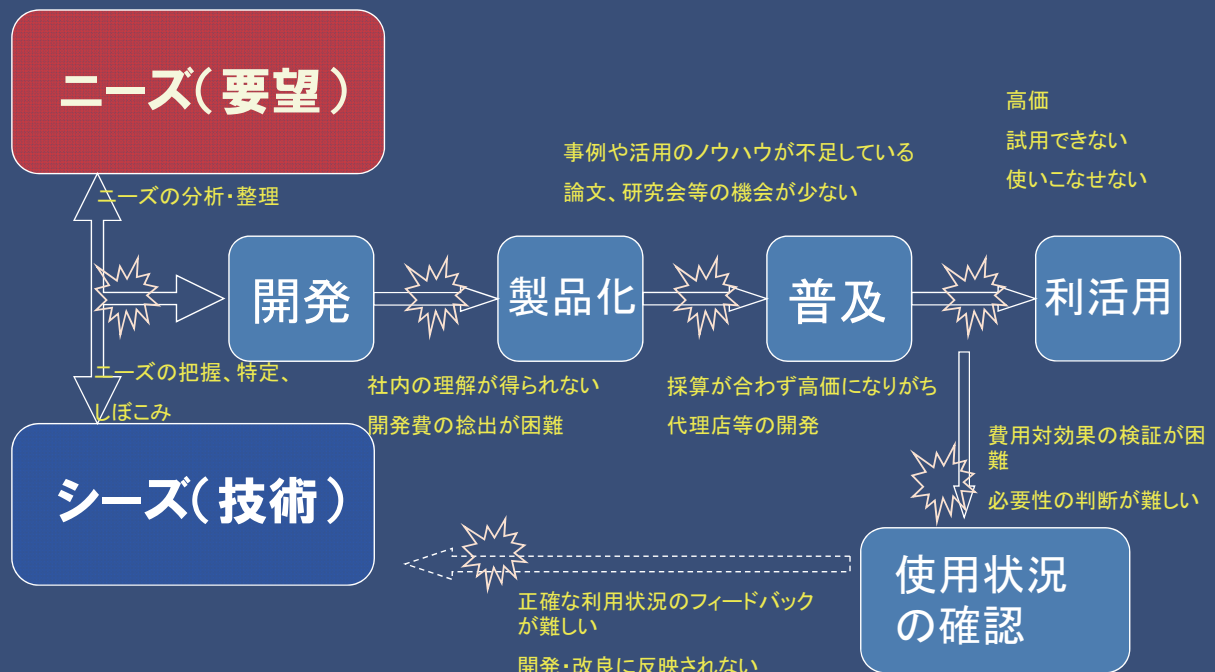 ニーズ（要望）
高価
試用できない
使いこなせない
事例や活用のノウハウが不足している
論文、研究会等の機会が少ない
ニーズの分析・整理
開発
製品化
普及
利活用
ニーズの把握、特定、
しぼこみ
社内の理解が得られない
開発費の捻出が困難
採算が合わず高価になりがち
代理店等の開発
費用対効果の検証が困
難
必要性の判断が難しい
シーズ（技術）
使用状況
の確認
正確な利用状況のフィードバック
が難しい
開発・改良に反映されない